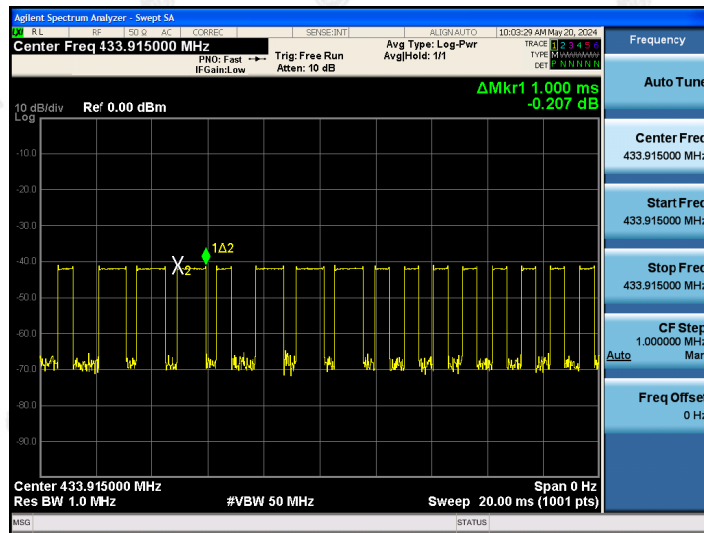 Agilent Spectrum Analyzer - Swept SA
LXI RL RF 50 Ω AC CORREC SENSE:INT ALIGNAUTO 10:03:29 AM May 20, 2024
Center Freq 433.915000 MHz
PNO: Fast
IFGain:Low
Trig: Free Run
Atten: 10 dB
Avg Type: Log-Pwr
Avg|Hold: 1/1
TRACE 1 2 3 4 5 6
TYPE M
DET P N N N N N
ΔMkr1 1.000 ms
-0.207 dB
10 dB/div Ref 0.00 dBm
Log
-10.0
-20.0
-30.0
-40.0
-50.0
-60.0
-70.0
-80.0
-90.0
1Δ2
2
Center 433.915000 MHz Span 0 Hz
Res BW 1.0 MHz #VBW 50 MHz Sweep 20.00 ms (1001 pts)
MSG STATUS
Frequency
Auto Tune
Center Freq
433.915000 MHz
Start Freq
433.915000 MHz
Stop Freq
433.915000 MHz
CF Step
1.000000 MHz
Auto Man
Freq Offset
0 Hz